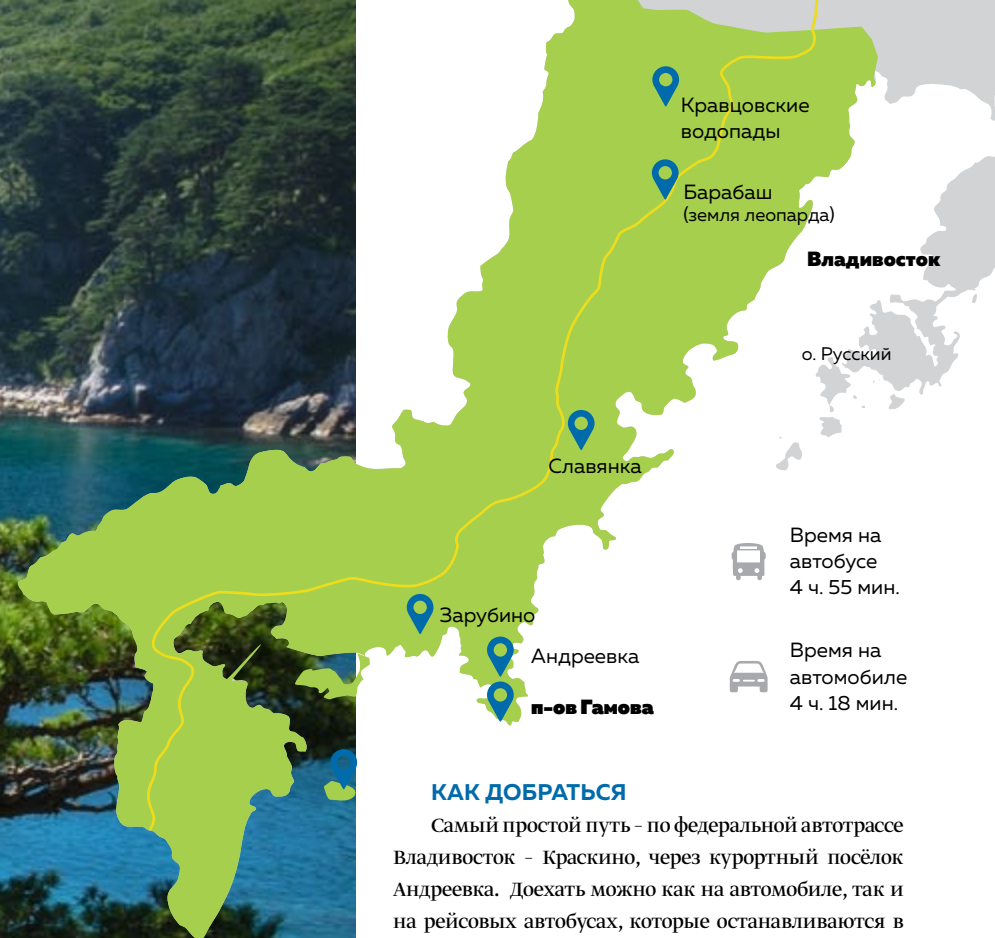 Кравцовские
водопады
Барабаш
(земля леопарда)
Владивосток
о. Русский
Славянка
Время на
автобусе
4 ч. 55 мин.
Зарубино
Андреевка
п-ов Гамова
Время на
автомобиле
4 ч. 18 мин.
КАК ДОБРАТЬСЯ
Самый простой путь – по федеральной автотрассе
Владивосток – Краскино, через курортный посёлок
Андреевка. Доехать можно как на автомобиле, так и
на рейсовых автобусах, которые останавливаются в